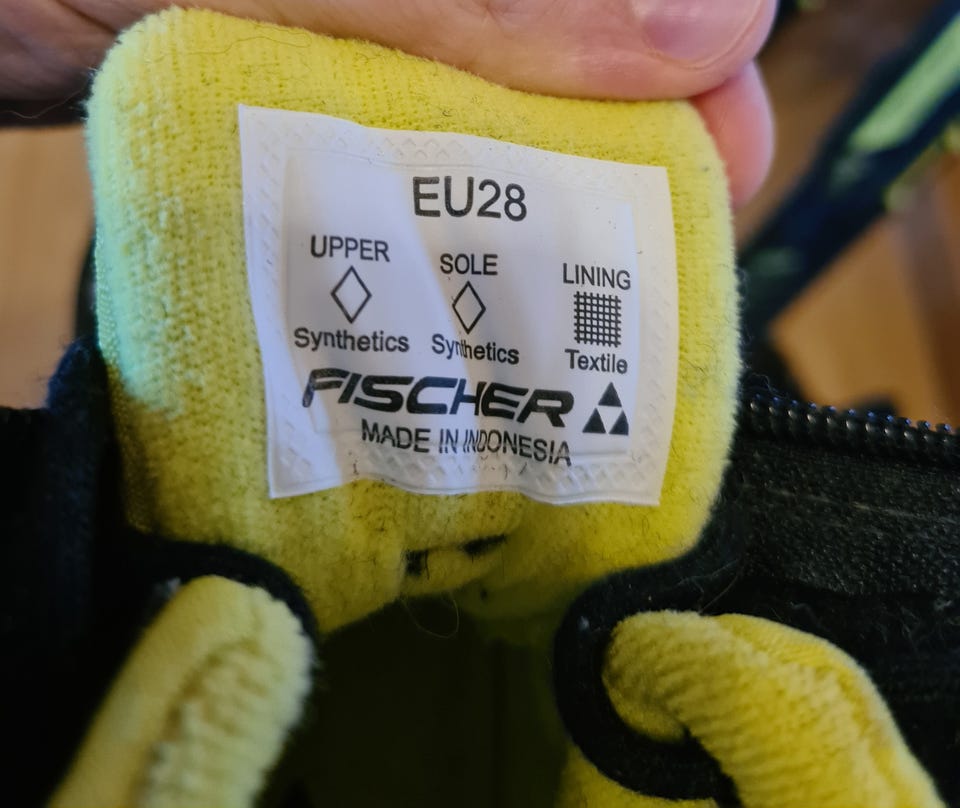 EU28
UPPER SOLE LINING
Synthetics Synthetics Textile
FISCHER
MADE IN INDONESIA